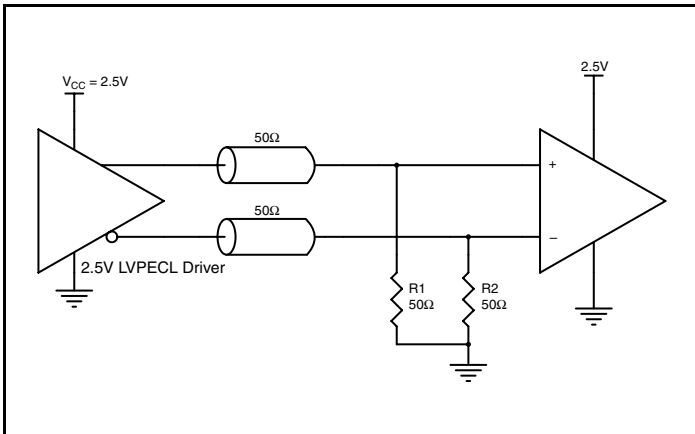 V_CC = 2.5V
2.5V
50Ω
50Ω
+
−
2.5V LVPECL Driver
R1
50Ω
R2
50Ω